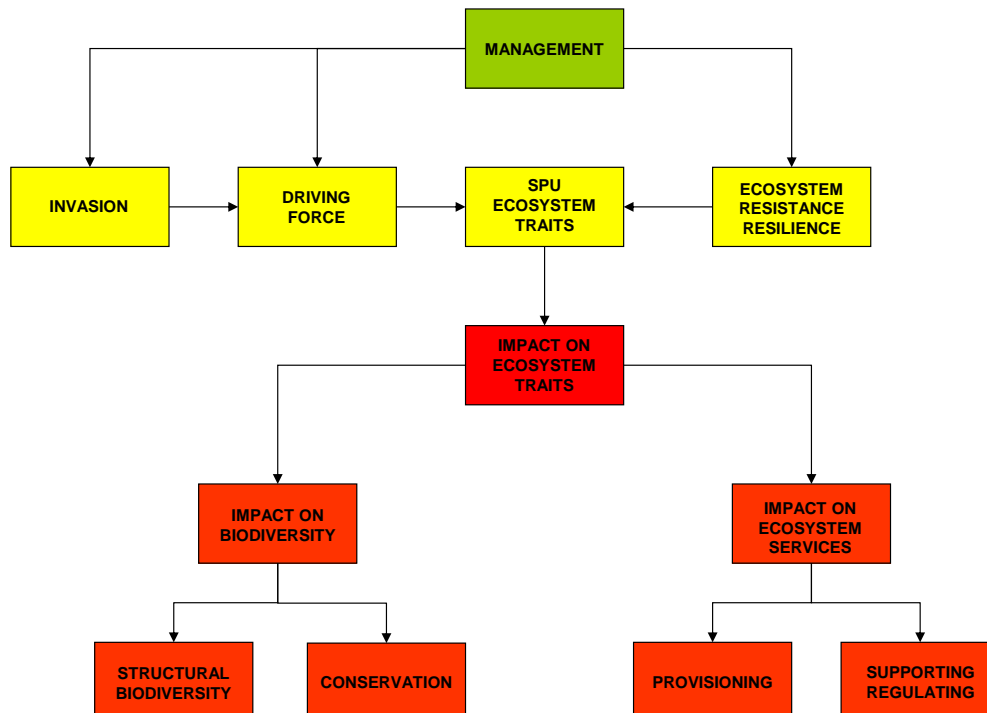 MANAGEMENT
INVASION
DRIVING
FORCE
SPU
ECOSYSTEM
TRAITS
ECOSYSTEM
RESISTANCE
RESILIENCE
IMPACT ON
ECOSYSTEM
TRAITS
IMPACT ON
BIODIVERSITY
IMPACT ON
ECOSYSTEM
SERVICES
STRUCTURAL
BIODIVERSITY
CONSERVATION
PROVISIONING
SUPPORTING
REGULATING